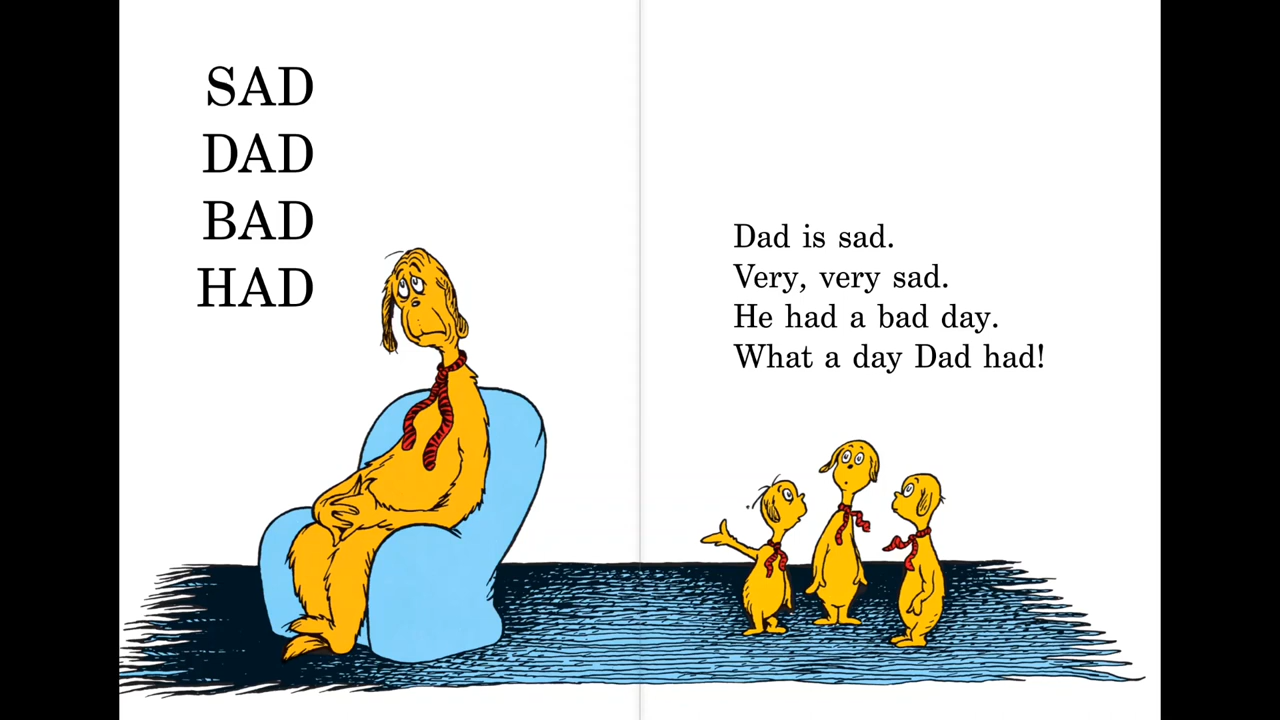 SAD
DAD
BAD
HAD
Dad is sad.
Very, very sad.
He had a bad day.
What a day Dad had!